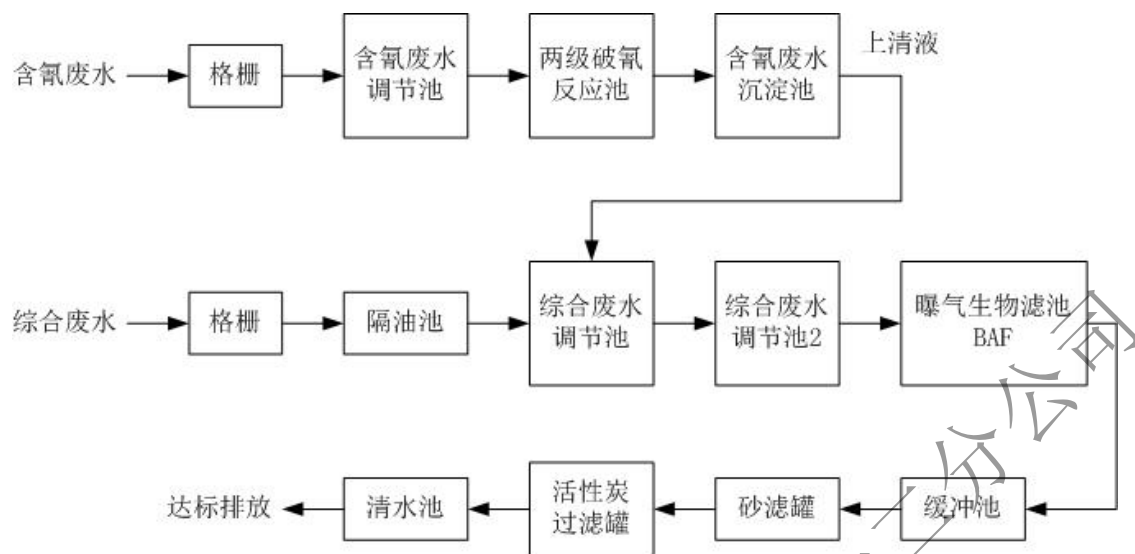 含氰废水
格栅
含氰废水
调节池
两级破氰
反应池
含氰废水
沉淀池
上清液
综合废水
格栅
隔油池
综合废水
调节池
综合废水
调节池2
曝气生物滤池
BAF
达标排放
清水池
活性炭
过滤罐
砂滤罐
缓冲池
二分公司